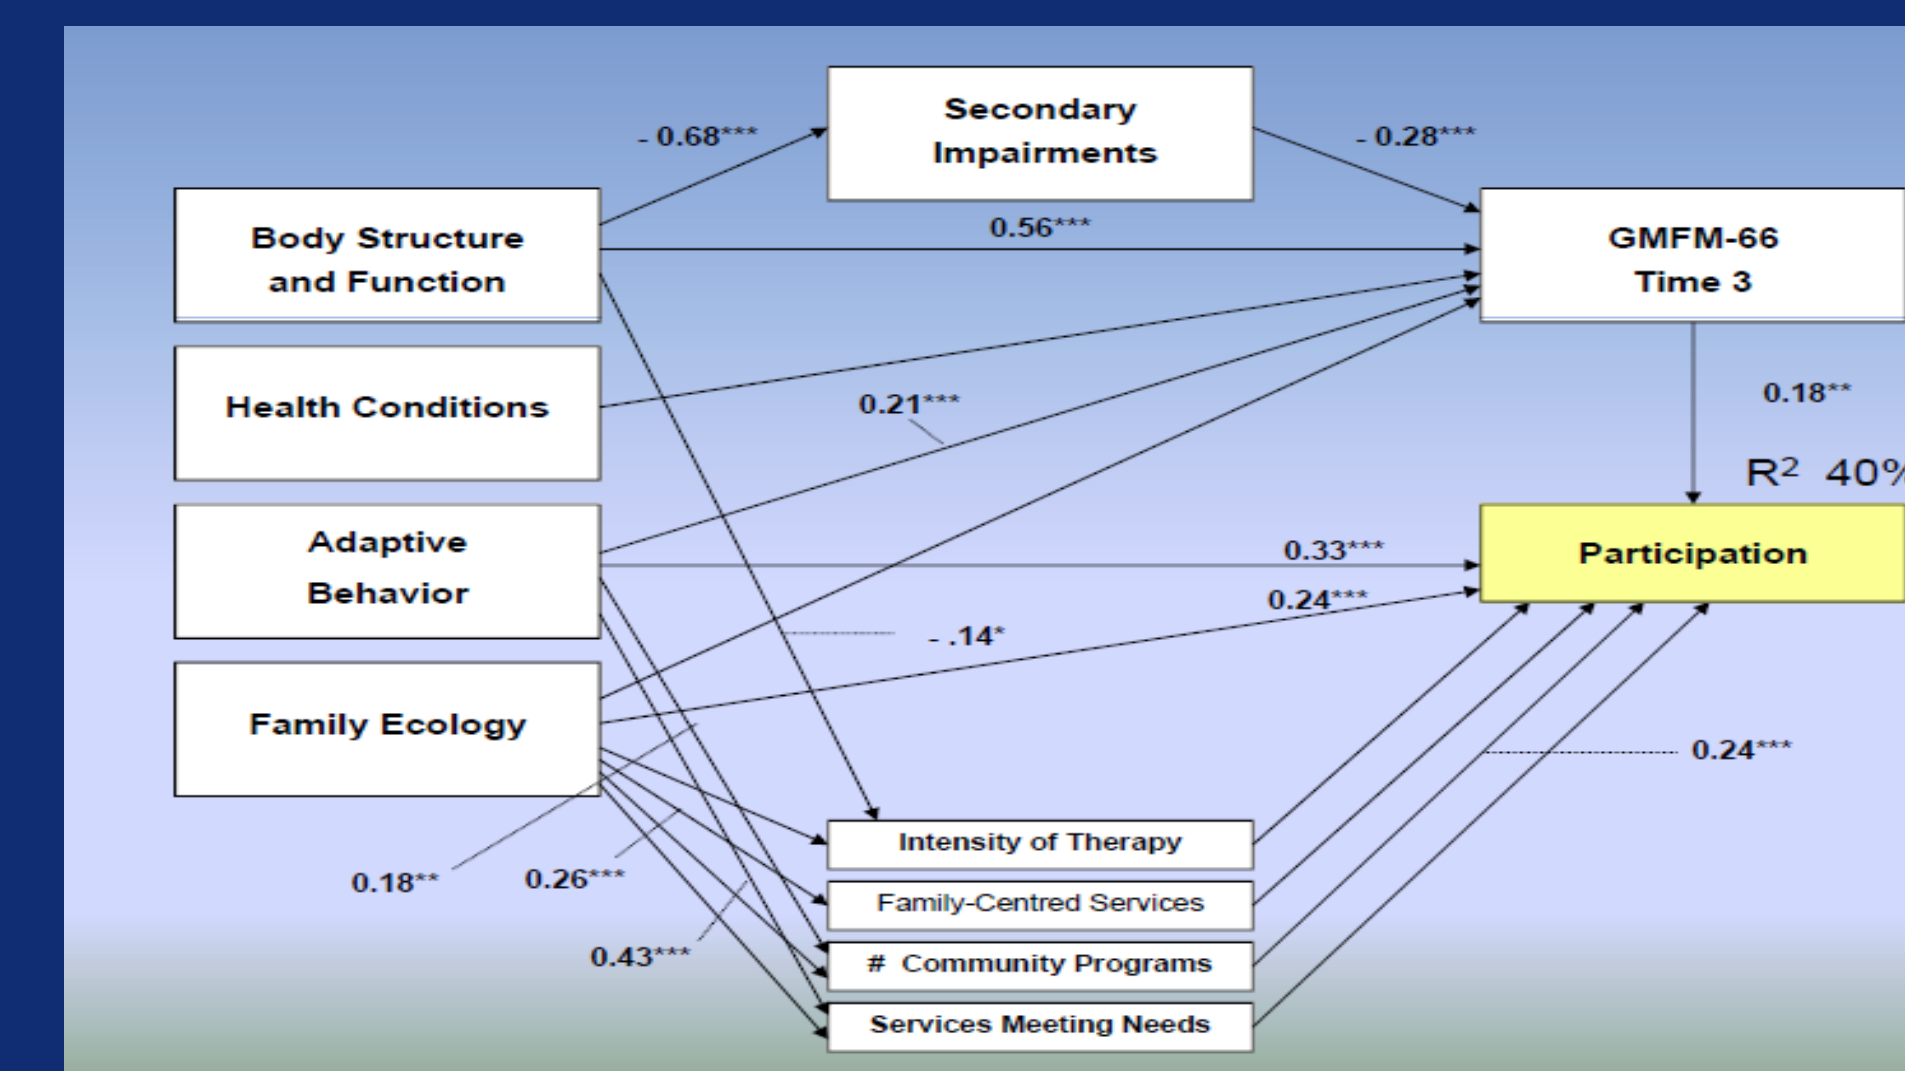 Secondary
Impairments
- 0.68***
- 0.28***
Body Structure
and Function
0.56***
GMFM-66
Time 3
Health Conditions
0.21***
0.18**
R² 40%
Adaptive
Behavior
0.33***
Participation
0.24***
- .14*
Family Ecology
0.24***
Intensity of Therapy
0.18**
0.26***
Family-Centred Services
0.43***
# Community Programs
Services Meeting Needs